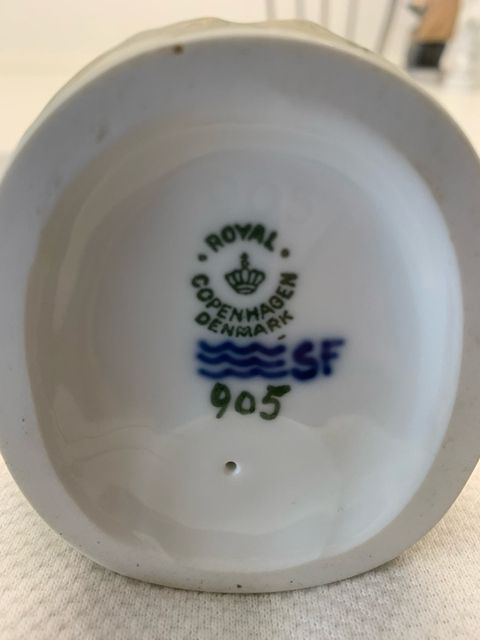 ROYAL
COPENHAGEN
DENMARK
SF
905